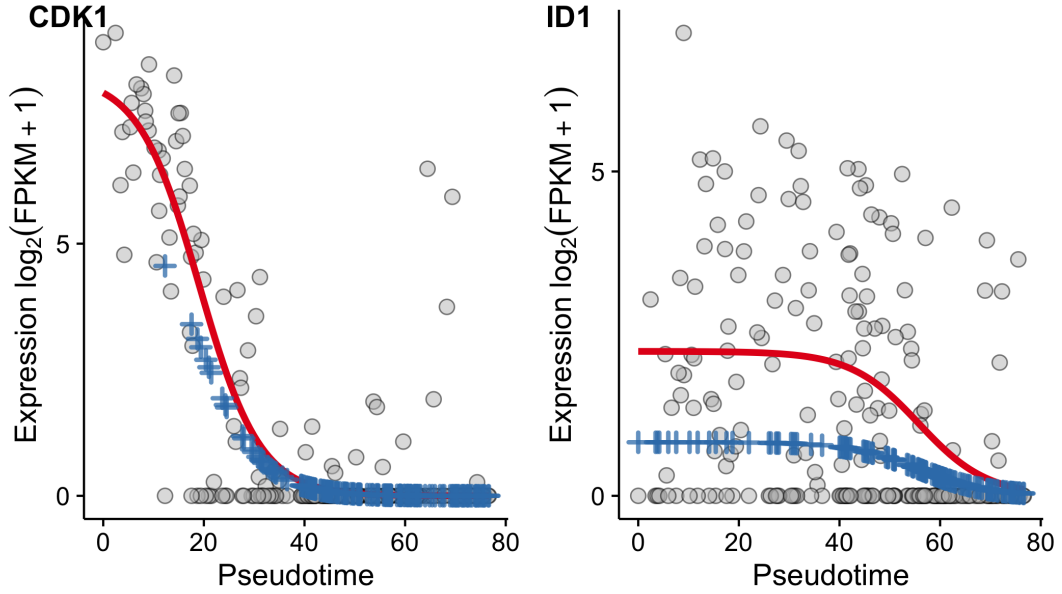 CDK1
Expression log₂(FPKM + 1)
5
0
0 20 40 60 80
Pseudotime
ID1
Expression log₂(FPKM + 1)
5
0
0 20 40 60 80
Pseudotime